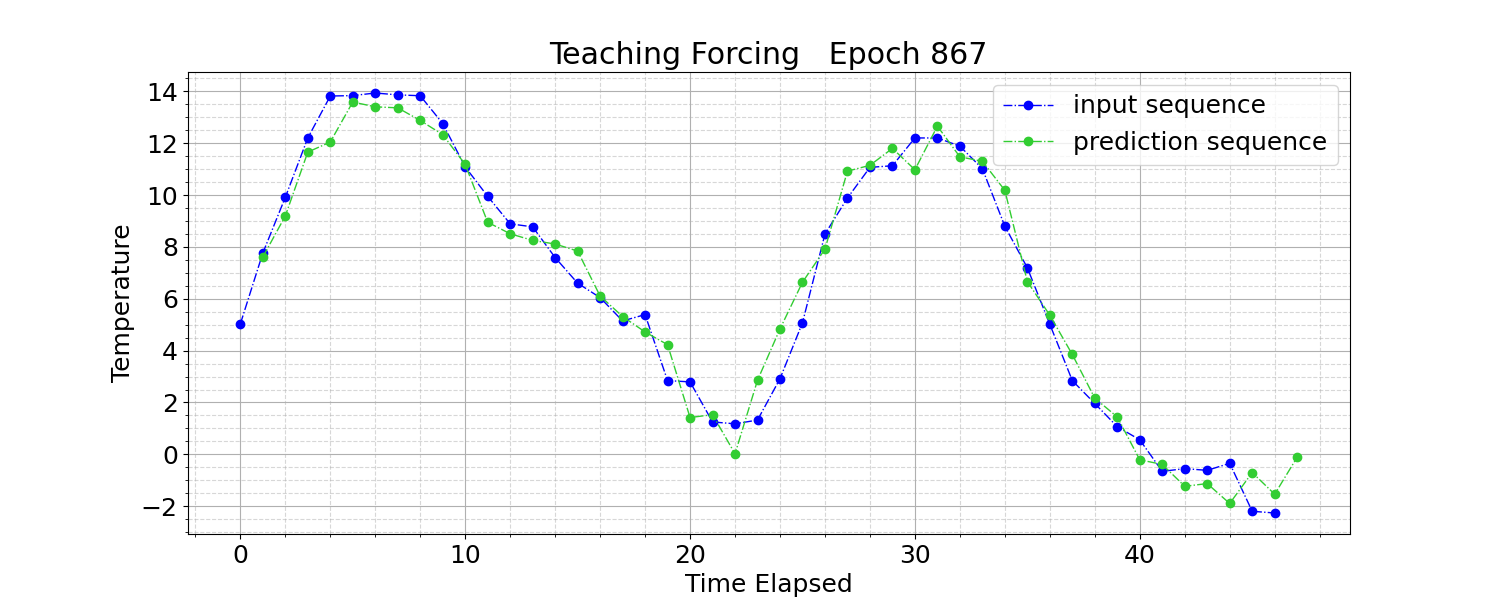 Teaching Forcing   Epoch 867
input sequence
prediction sequence
Temperature
14
12
10
8
6
4
2
0
−2
0 10 20 30 40
Time Elapsed